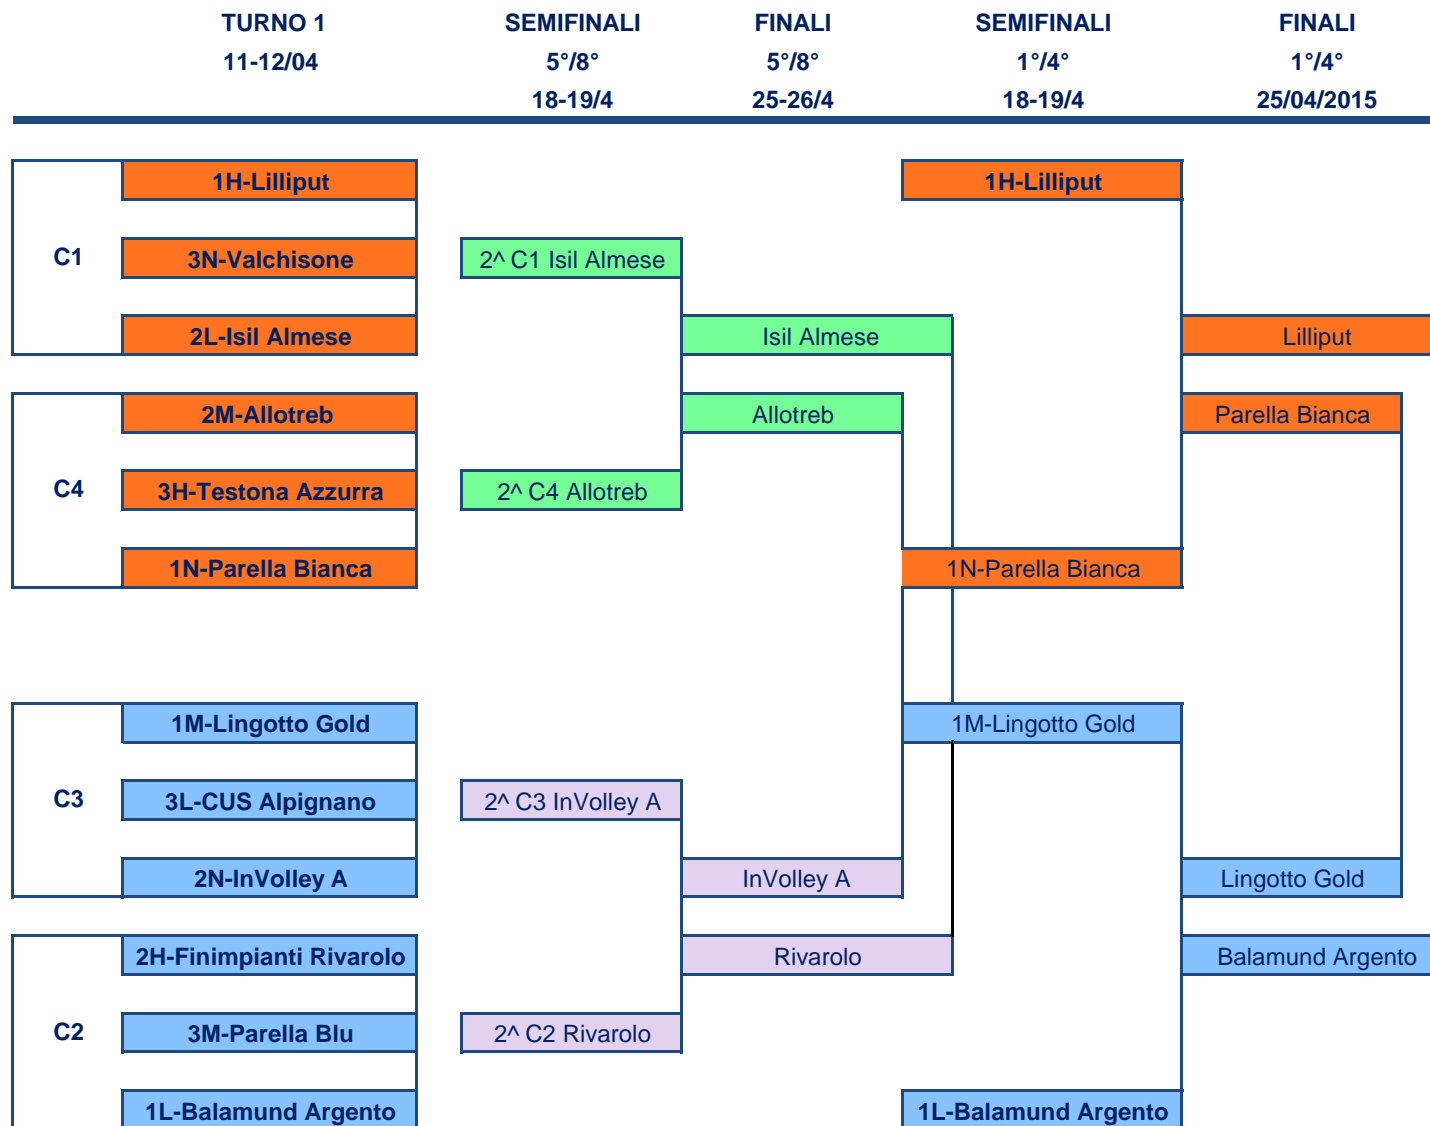 TURNO 1 SEMIFINALI FINALI SEMIFINALI FINALI
11-12/04 5°/8° 5°/8° 1°/4° 1°/4°
18-19/4 25-26/4 18-19/4 25/04/2015
1H-Lilliput 1H-Lilliput
C1 3N-Valchisone 2^ C1 Isil Almese
2L-Isil Almese Isil Almese Lilliput
2M-Allotreb Allotreb Parella Bianca
C4 3H-Testona Azzurra 2^ C4 Allotreb
1N-Parella Bianca 1N-Parella Bianca
1M-Lingotto Gold 1M-Lingotto Gold
C3 3L-CUS Alpignano 2^ C3 InVolley A
2N-InVolley A InVolley A Lingotto Gold
2H-Finimpianti Rivarolo Rivarolo Balamund Argento
C2 3M-Parella Blu 2^ C2 Rivarolo
1L-Balamund Argento 1L-Balamund Argento